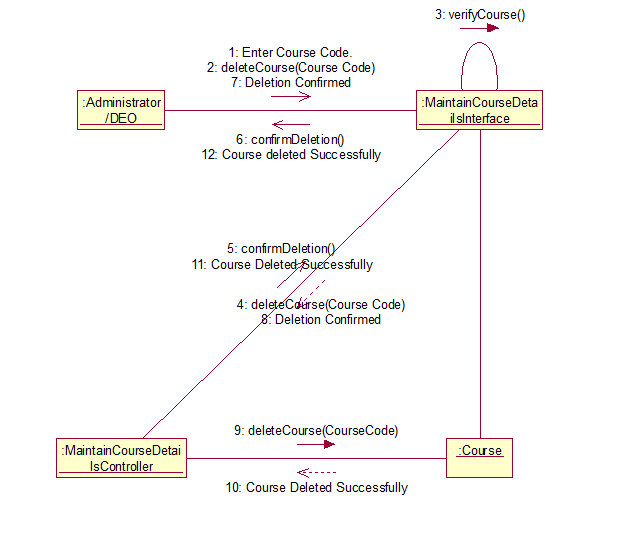 3: verifyCourse()
1: Enter Course Code.
2: deleteCourse(Course Code)
7: Deletion Confirmed
:Administrator
/DEO
:MaintainCourseDeta
ilsInterface
6: confirmDeletion()
12: Course deleted Successfully
5: confirmDeletion()
11: Course Deleted Successfully
4: deleteCourse(Course Code)
8: Deletion Confirmed
9: deleteCourse(CourseCode)
:MaintainCourseDetai
lsController
:Course
10: Course Deleted Successfully